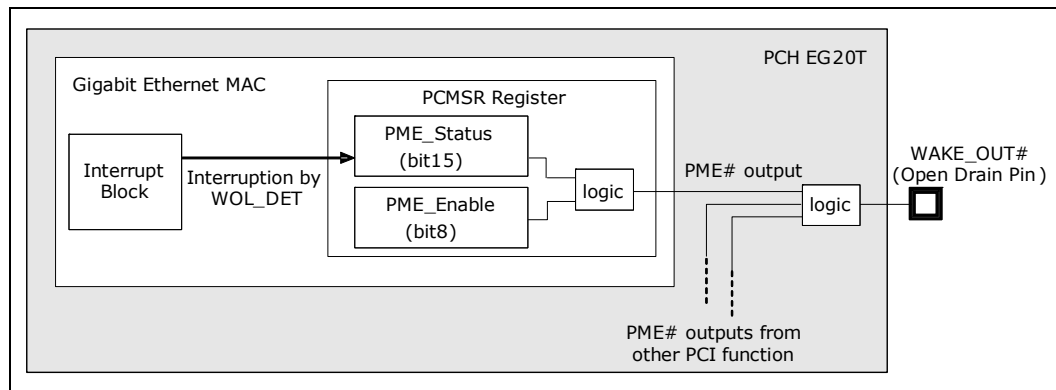 PCH EG20T
Gigabit Ethernet MAC
PCMSR Register
PME_Status
(bit15)
Interrupt
Block
Interruption by
WOL_DET
PME_Enable
(bit8)
logic
PME# output
logic
WAKE_OUT#
(Open Drain Pin)
PME# outputs from
other PCI function